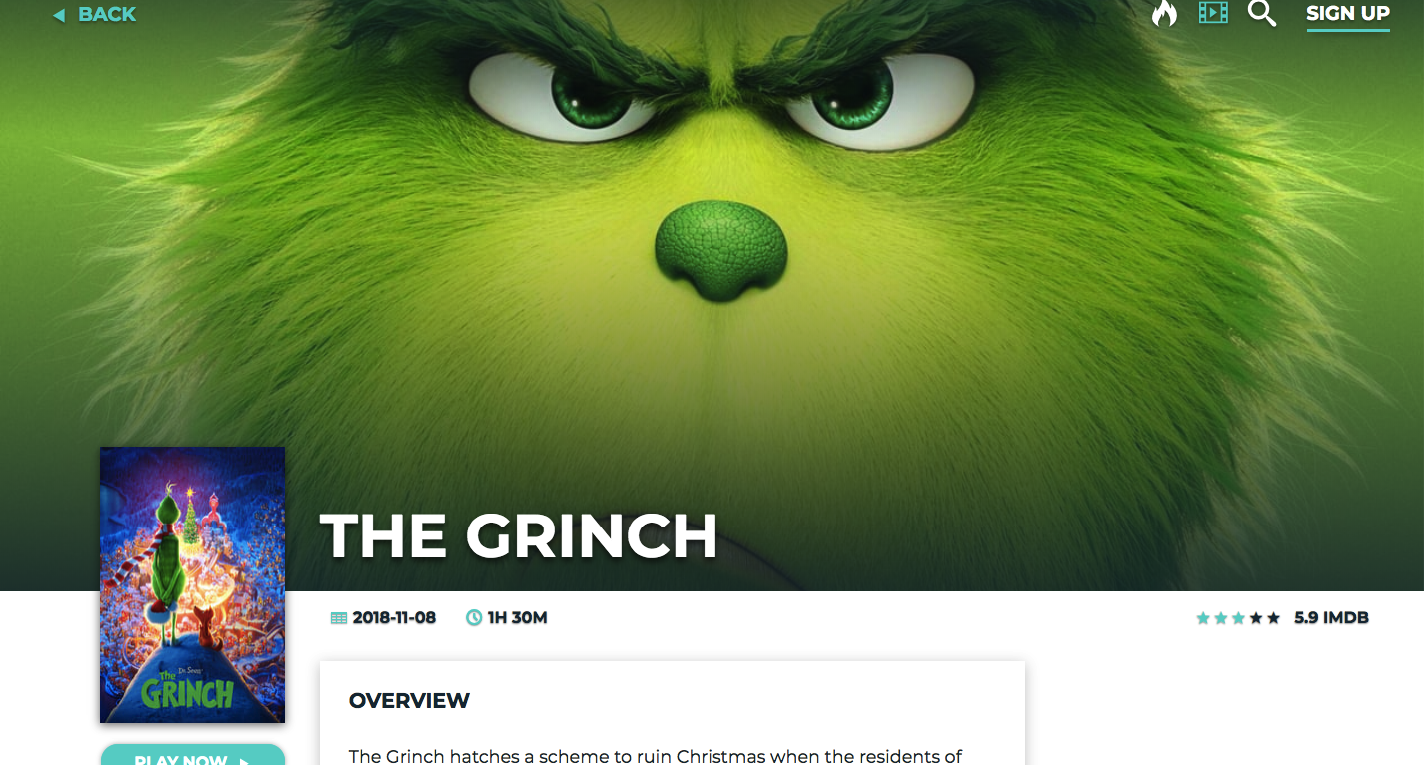 BACK
SIGN UP
THE GRINCH
2018-11-08
1H 30M
5.9 IMDB
Dr. Seuss'
The
GRINCH
OVERVIEW
PLAY NOW
The Grinch hatches a scheme to ruin Christmas when the residents of